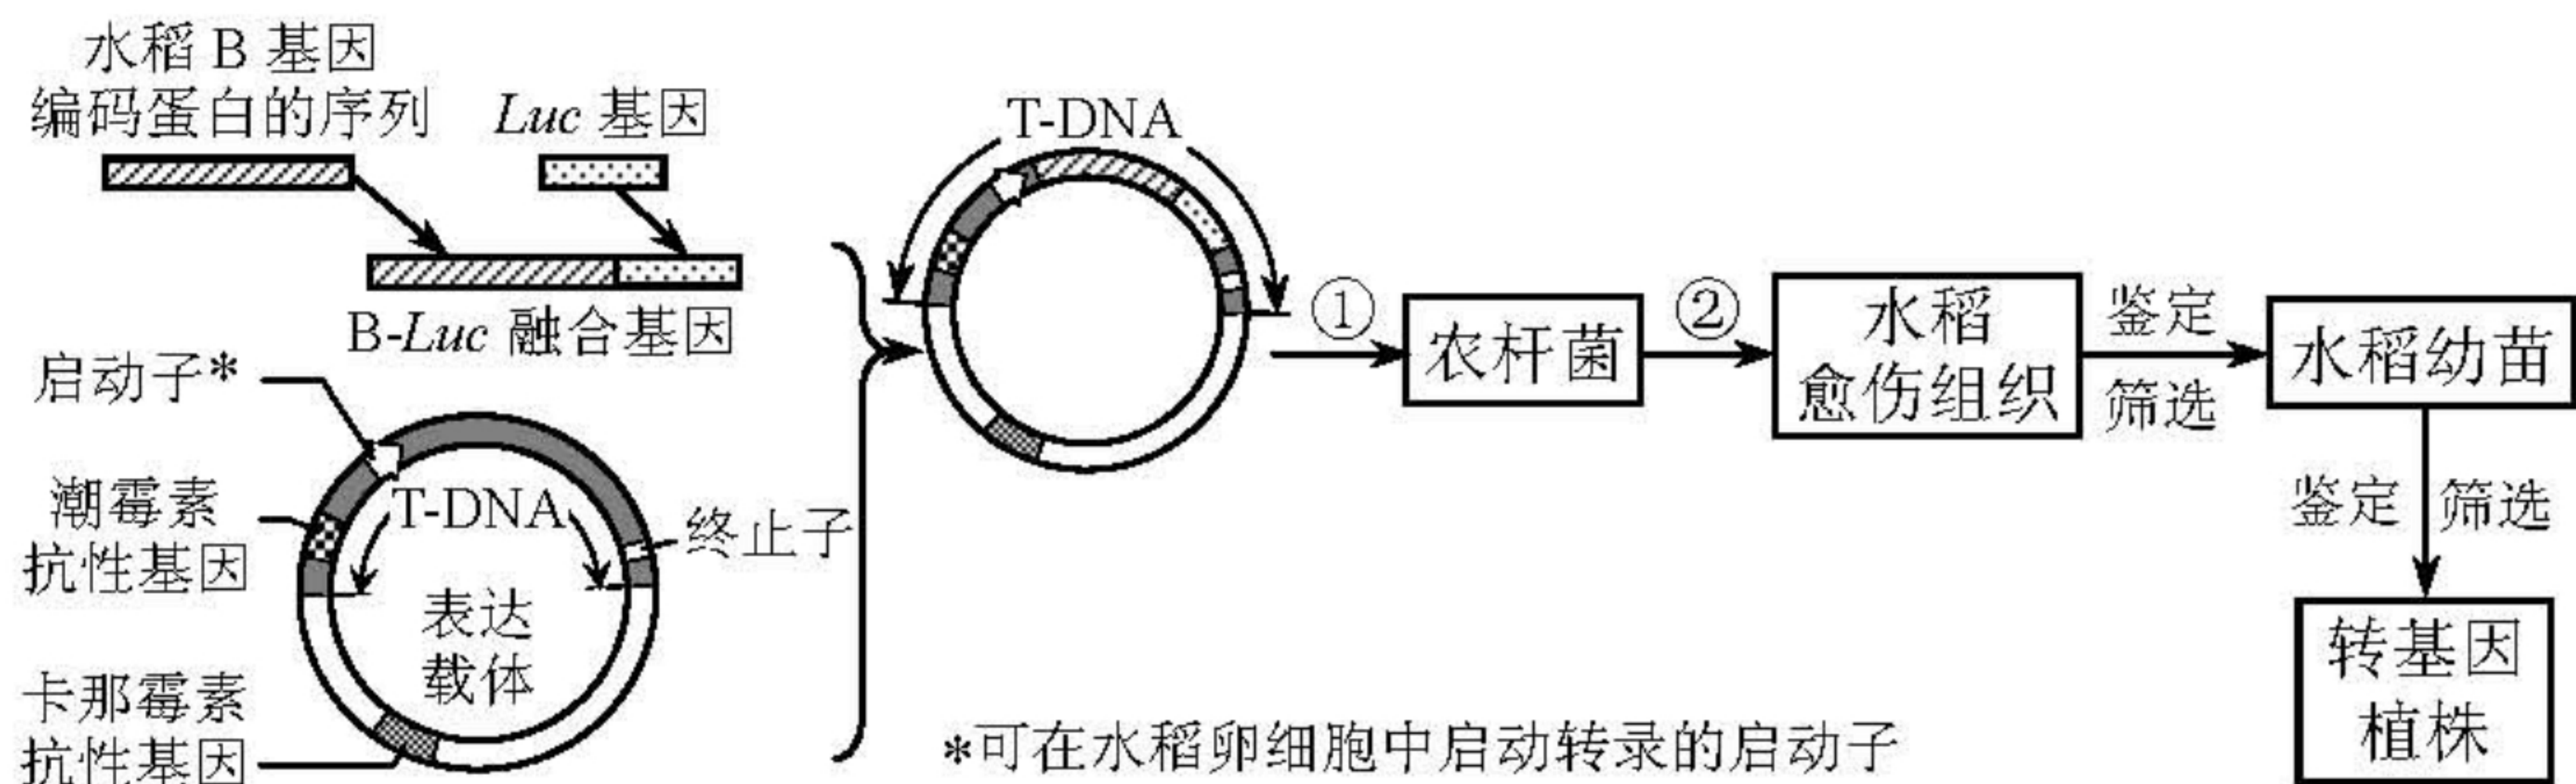 水稻 B 基因
编码蛋白的序列
Luc 基因
B-Luc 融合基因
启动子*
潮霉素
抗性基因
T-DNA
终止子
表达
载体
卡那霉素
抗性基因
T-DNA
①
农杆菌
②
水稻
愈伤组织
鉴定
筛选
水稻幼苗
鉴定 筛选
转基因
植株
*可在水稻卵细胞中启动转录的启动子